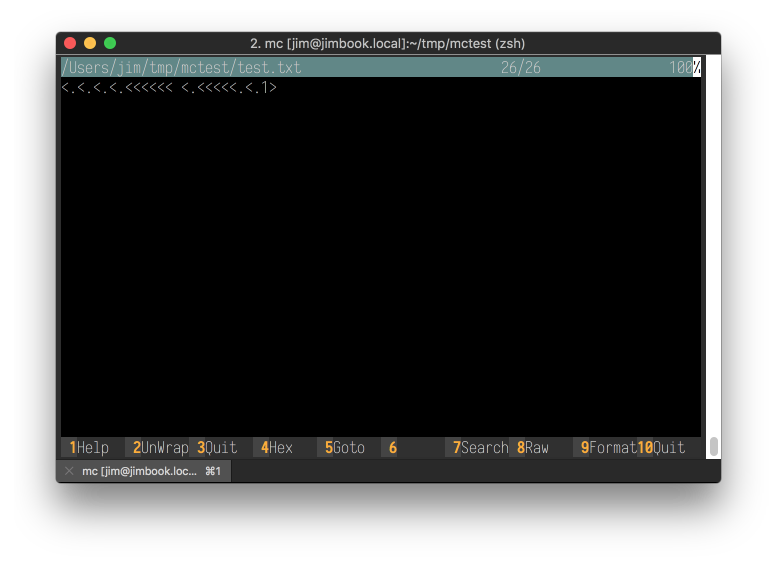 2. mc [jim@jimbook.local]:~/tmp/mctest (zsh)
/Users/jim/tmp/mctest/test.txt 26/26 100%
<.<.<.<.<<<<<< <.<<<<<.<.1>
1Help 2UnWrap 3Quit 4Hex 5Goto 6 7Search 8Raw 9Format 10Quit
mc [jim@jimbook.loc... ⌘1